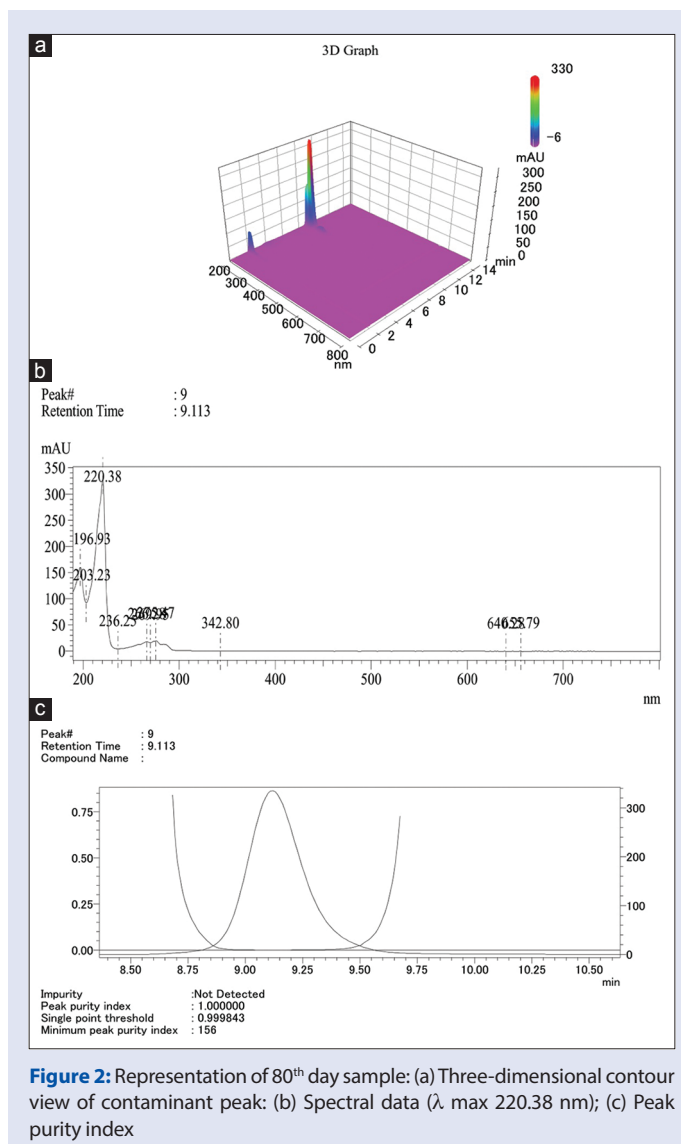 a
3D Graph
330
-6
mAU
300
250
200
150
100
50
0
200
300
400
500
600
700
800
nm
0
2
4
6
8
10
12
14
min
b
Peak# : 9
Retention Time : 9.113
mAU
350
300
250
200
150
100
50
0
220.38
196.93
203.23
236.25
342.80
200 300 400 500 600 700
nm
c
Peak# : 9
Retention Time : 9.113
Compound Name :
0.75
0.50
0.25
0.00
300
200
100
0
8.50 8.75 9.00 9.25 9.50 9.75 10.00 10.25 10.50
min
Impurity :Not Detected
Peak purity index : 1.000000
Single point threshold : 0.999843
Minimum peak purity index : 156
Figure 2: Representation of 80th day sample: (a) Three-dimensional contour
view of contaminant peak: (b) Spectral data (λ max 220.38 nm); (c) Peak
purity index